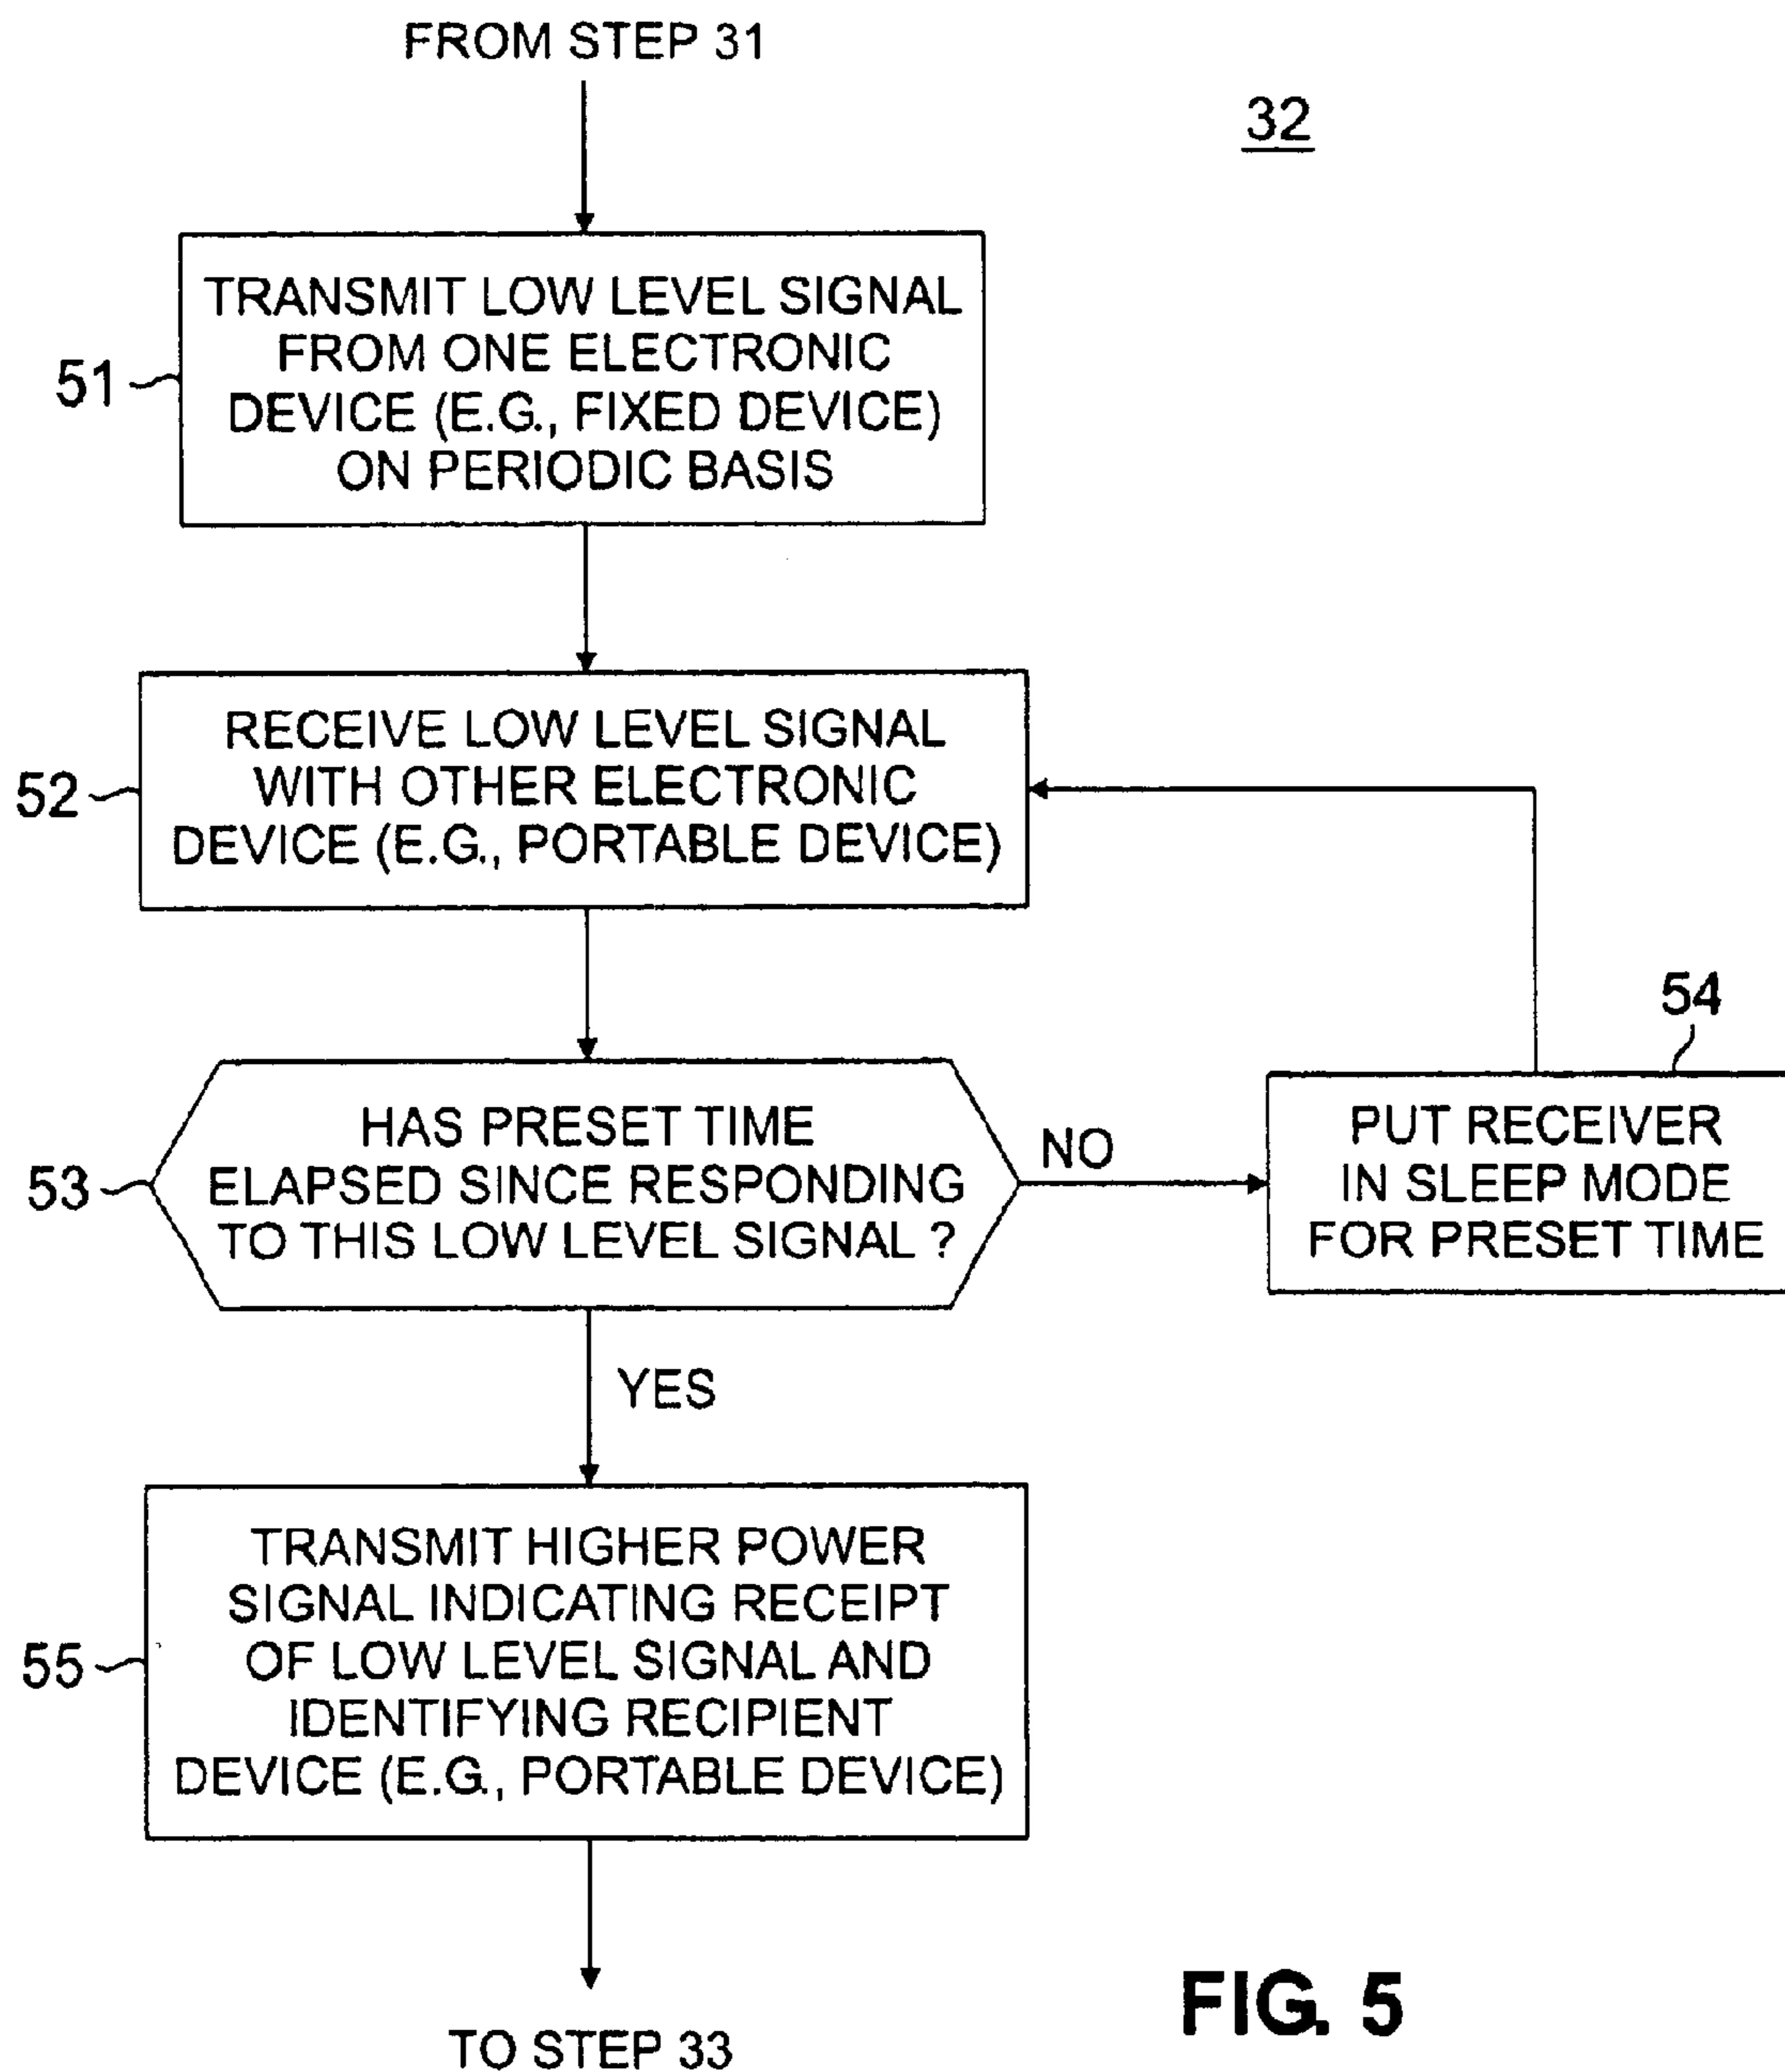 FROM STEP 31
32
TRANSMIT LOW LEVEL SIGNAL
FROM ONE ELECTRONIC
DEVICE (E.G., FIXED DEVICE)
ON PERIODIC BASIS
51
RECEIVE LOW LEVEL SIGNAL
WITH OTHER ELECTRONIC
DEVICE (E.G., PORTABLE DEVICE)
52
HAS PRESET TIME
ELAPSED SINCE RESPONDING
TO THIS LOW LEVEL SIGNAL ?
53
NO
54
PUT RECEIVER
IN SLEEP MODE
FOR PRESET TIME
YES
TRANSMIT HIGHER POWER
SIGNAL INDICATING RECEIPT
OF LOW LEVEL SIGNAL AND
IDENTIFYING RECIPIENT
DEVICE (E.G., PORTABLE DEVICE)
55
TO STEP 33
FIG. 5